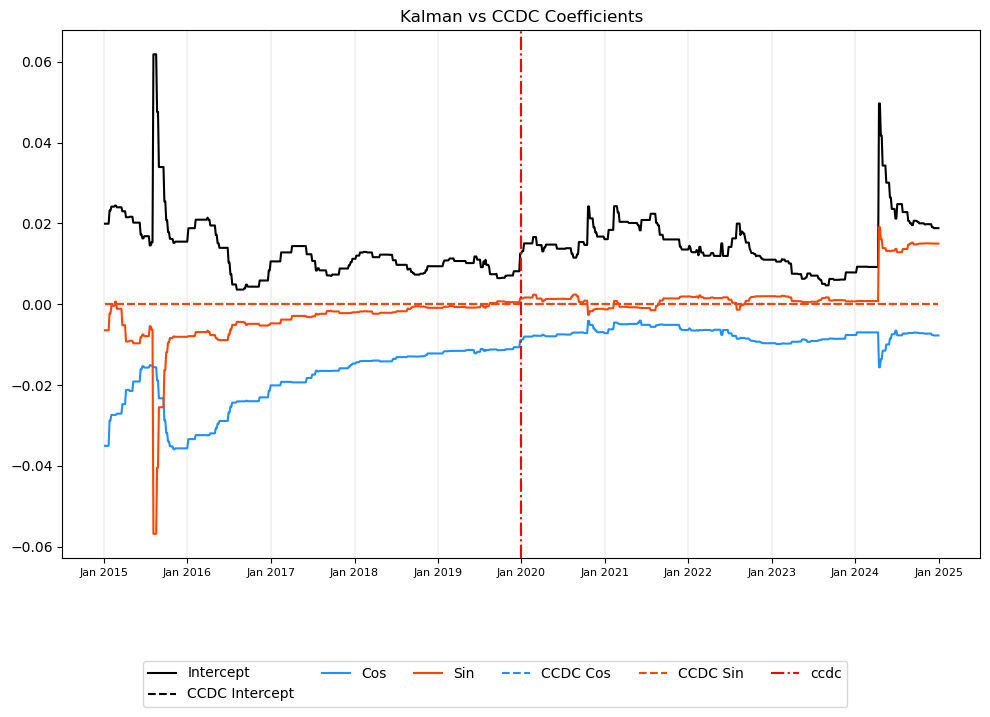 Kalman vs CCDC Coefficients
0.06
0.04
0.02
0.00
−0.02
−0.04
−0.06
Jan 2015 Jan 2016 Jan 2017 Jan 2018 Jan 2019 Jan 2020 Jan 2021 Jan 2022 Jan 2023 Jan 2024 Jan 2025
Intercept Cos Sin CCDC Cos CCDC Sin ccdc
CCDC Intercept